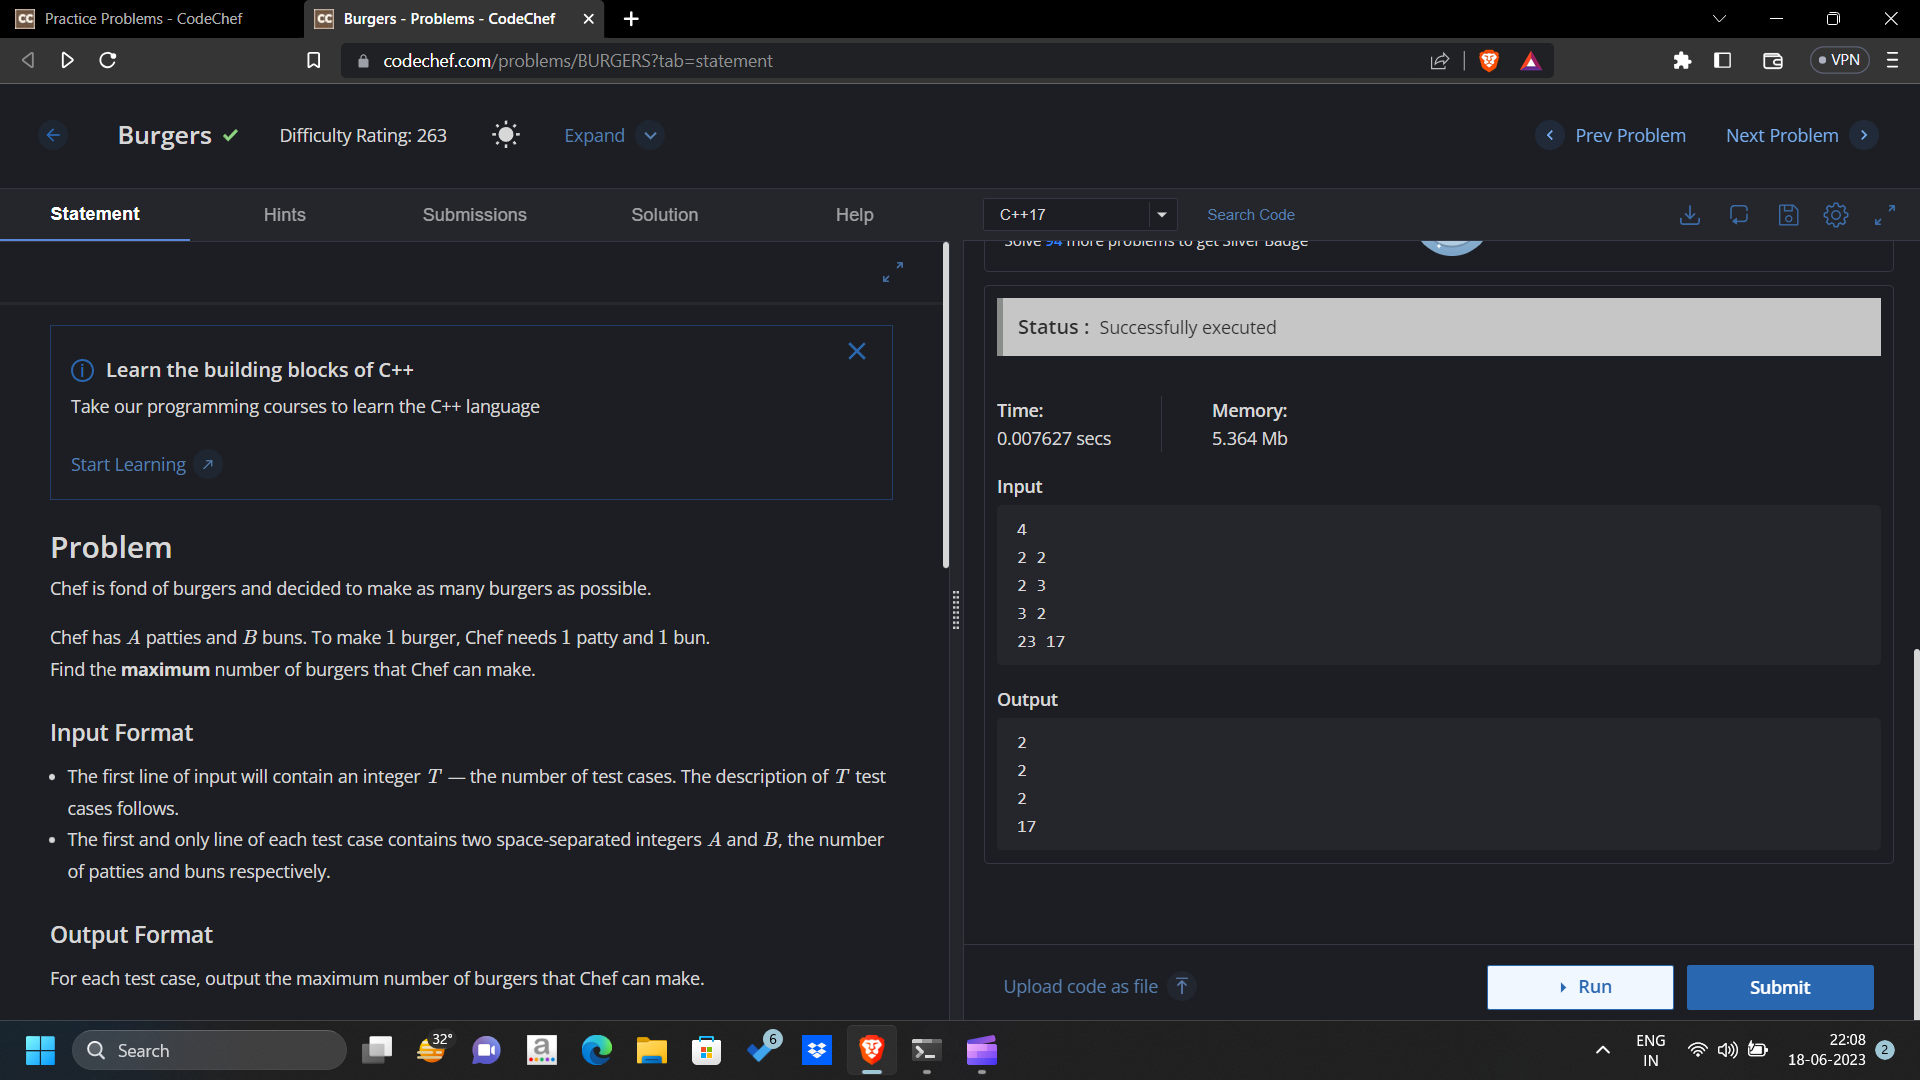 Practice Problems - CodeChef
Burgers - Problems - CodeChef
codechef.com/problems/BURGERS?tab=statement
VPN
Burgers
Difficulty Rating: 263
Expand
Prev Problem
Next Problem
Statement
Hints
Submissions
Solution
Help
C++17
Search Code
Solve 94 more problems to get Silver Badge
Learn the building blocks of C++
Take our programming courses to learn the C++ language
Start Learning
Problem
Chef is fond of burgers and decided to make as many burgers as possible.
Chef has A patties and B buns. To make 1 burger, Chef needs 1 patty and 1 bun.
Find the maximum number of burgers that Chef can make.
Input Format
• The first line of input will contain an integer T — the number of test cases. The description of T test
cases follows.
• The first and only line of each test case contains two space-separated integers A and B, the number
of patties and buns respectively.
Output Format
For each test case, output the maximum number of burgers that Chef can make.
Status : Successfully executed
Time:
0.007627 secs
Memory:
5.364 Mb
Input
4
2 2
2 3
3 2
23 17
Output
2
2
2
17
Upload code as file
Run
Submit
Search
32°
a
6
ENG
IN
22:08
18-06-2023
2